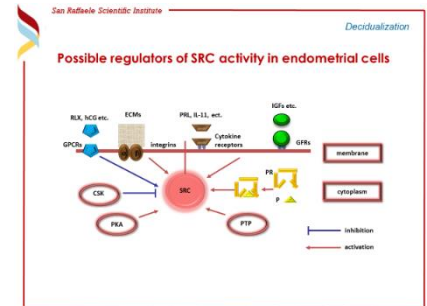 San Raffaele Scientific Institute
Decidualization
Possible regulators of SRC activity in endometrial cells
RLX, hCG etc.
ECMs
PRL, IL-11, ect.
IGFs etc.
GPCRs
integrins
Cytokine
receptors
GFRs
membrane
PR
SRC
CSK
P
cytoplasm
PKA
PTP
inhibition
activation